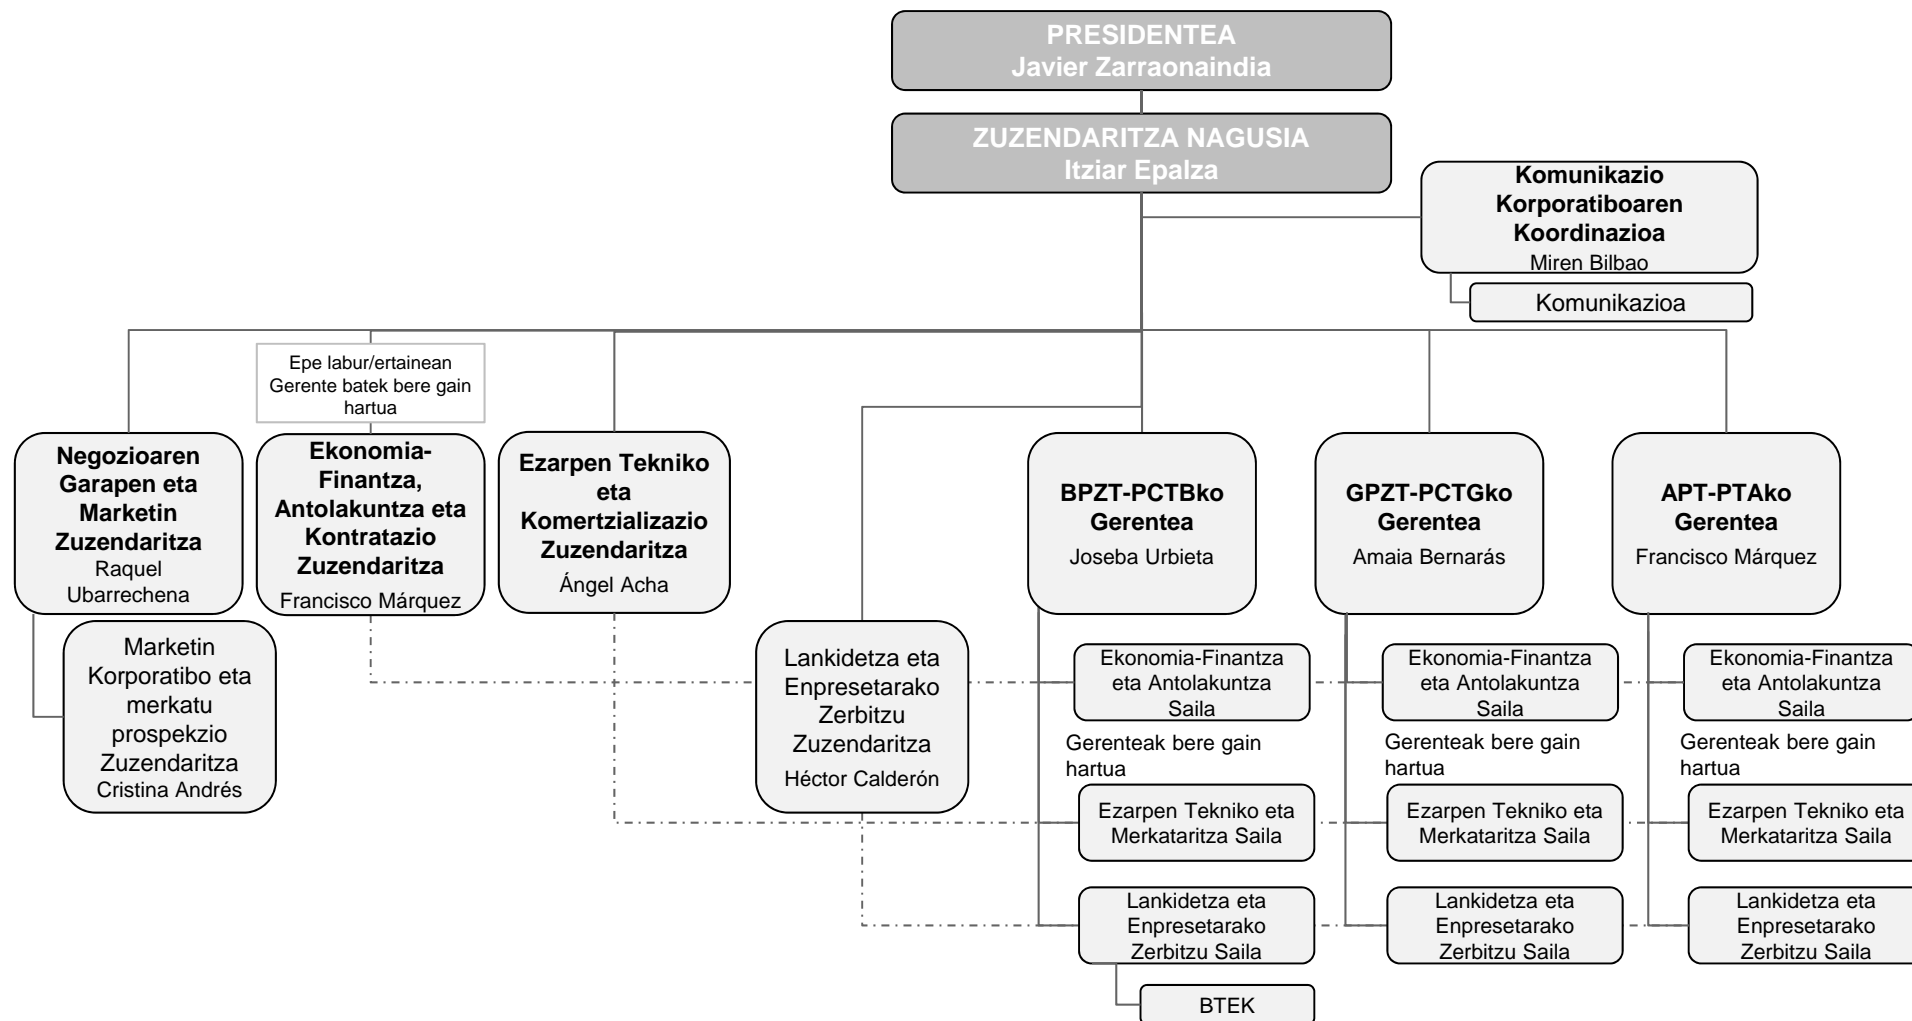 PRESIDENTEA
Javier Zarraonaindia
ZUZENDARITZA NAGUSIA
Itziar Epalza
Komunikazio
Korporatiboaren
Koordinazioa
Miren Bilbao
Komunikazioa
Epe labur/ertainean
Gerente batek bere gain
hartua
Negozioaren
Garapen eta
Marketin
Zuzendaritza
Raquel
Ubarrechena
Ekonomia-
Finantza,
Antolakuntza eta
Kontratazio
Zuzendaritza
Francisco Márquez
Ezarpen Tekniko
eta
Komertzializazio
Zuzendaritza
Ángel Acha
BPZT-PCTBko
Gerentea
Joseba Urbieta
GPZT-PCTGko
Gerentea
Amaia Bernarás
APT-PTAko
Gerentea
Francisco Márquez
Marketin
Korporatibo eta
merkatu
prospekzio
Zuzendaritza
Cristina Andrés
Lankidetza eta
Enpresetarako
Zerbitzu
Zuzendaritza
Héctor Calderón
Ekonomia-Finantza
eta Antolakuntza
Saila
Ekonomia-Finantza
eta Antolakuntza
Saila
Ekonomia-Finantza
eta Antolakuntza
Saila
Gerenteak bere gain
hartua
Gerenteak bere gain
hartua
Gerenteak bere gain
hartua
Ezarpen Tekniko eta
Merkataritza Saila
Ezarpen Tekniko eta
Merkataritza Saila
Ezarpen Tekniko eta
Merkataritza Saila
Lankidetza eta
Enpresetarako
Zerbitzu Saila
Lankidetza eta
Enpresetarako
Zerbitzu Saila
Lankidetza eta
Enpresetarako
Zerbitzu Saila
BTEK